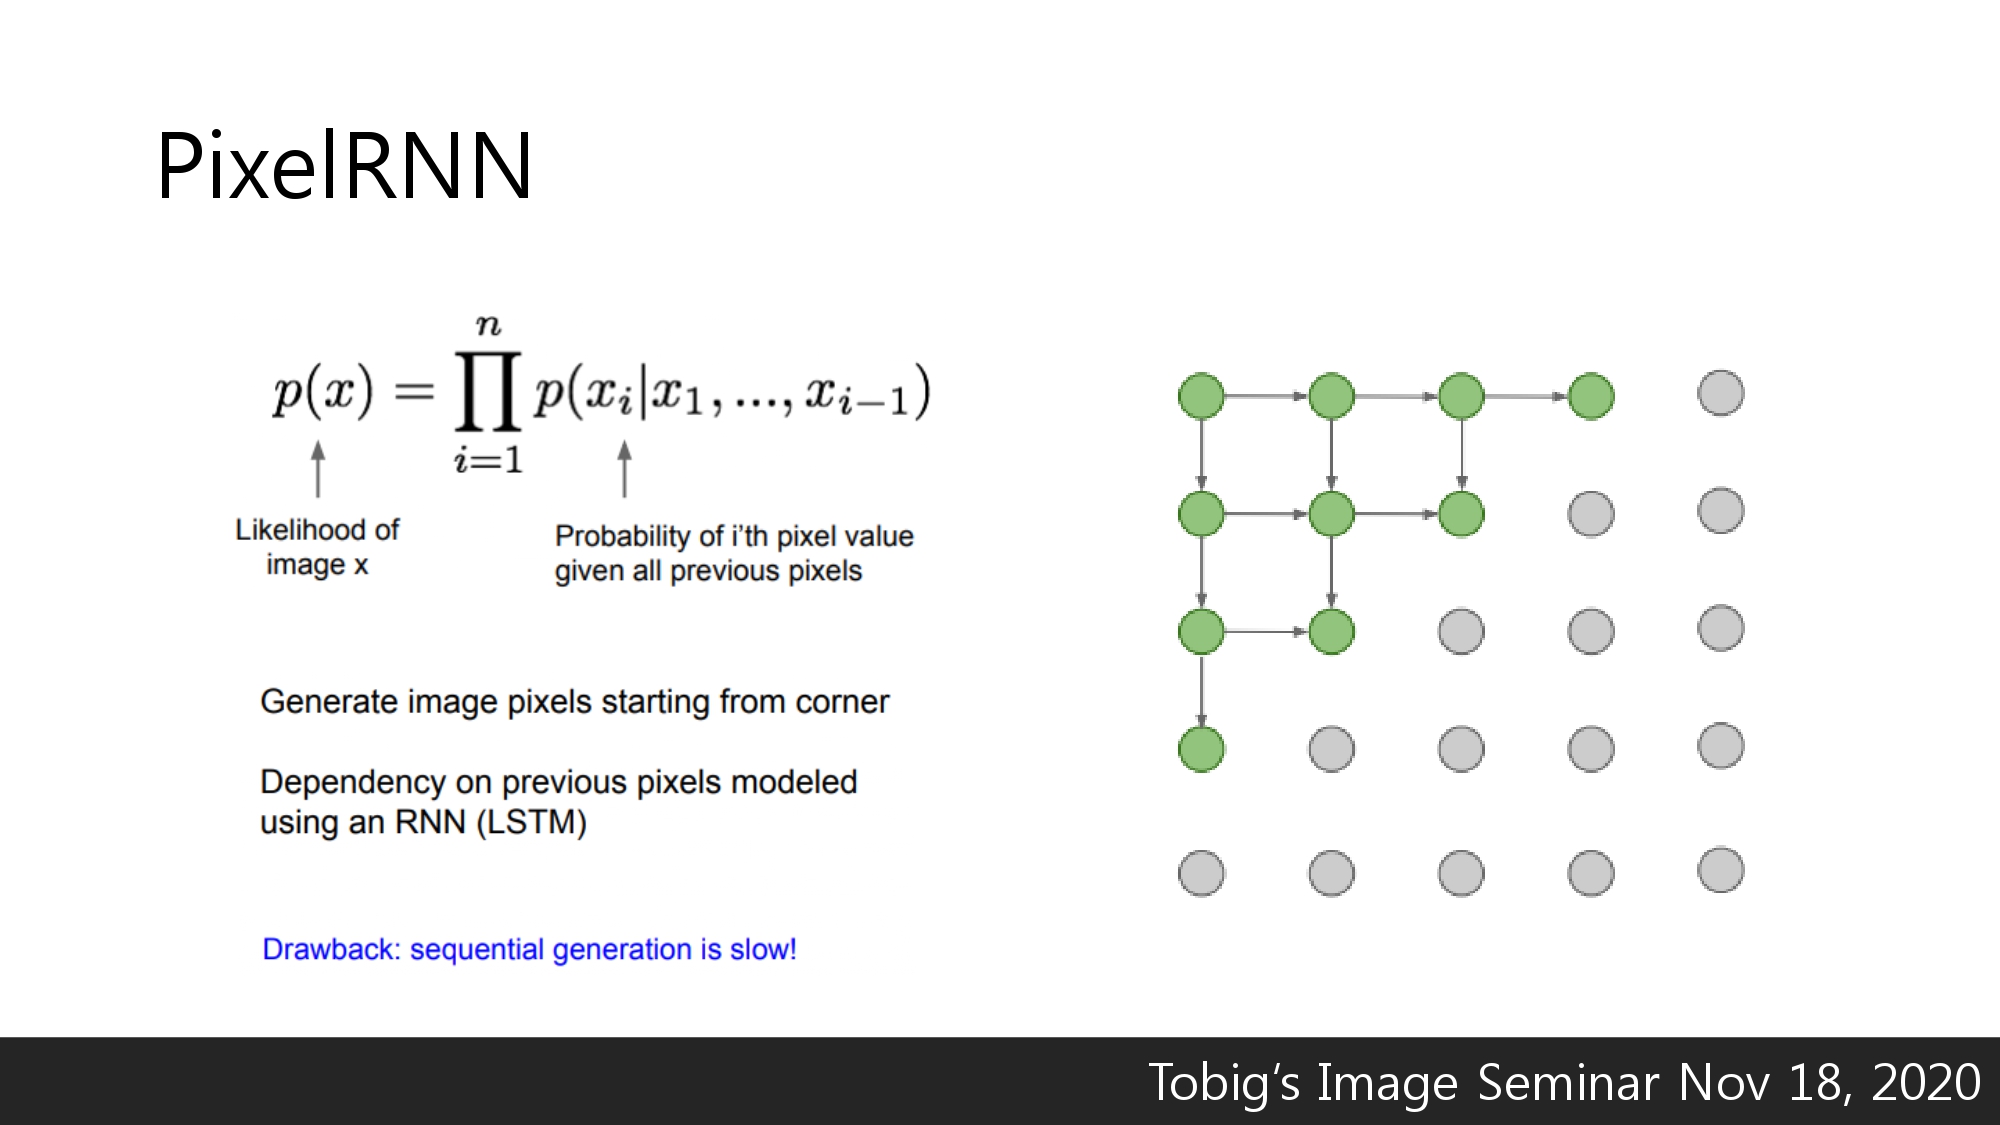 PixelRNN
p(x) = ∏_{i=1}^{n} p(x_i|x_1, ..., x_{i−1})
Likelihood of
image x
Probability of i’th pixel value
given all previous pixels
Generate image pixels starting from corner
Dependency on previous pixels modeled
using an RNN (LSTM)
Drawback: sequential generation is slow!
Tobig’s Image Seminar Nov 18, 2020